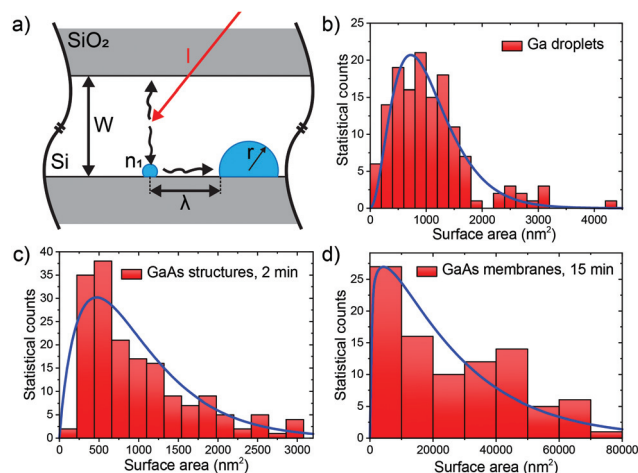 a)
SiO₂
I
W
Si
n₁
r
λ
b)
25
20
15
10
5
0
Statistical counts
Ga droplets
0
1000
2000
3000
4000
Surface area (nm²)
c)
40
35
30
25
20
15
10
5
0
Statistical counts
GaAs structures, 2 min
0
500
1000
1500
2000
2500
3000
Surface area (nm²)
d)
25
20
15
10
5
0
Statistical counts
GaAs membranes, 15 min
0
20000
40000
60000
80000
Surface area (nm²)